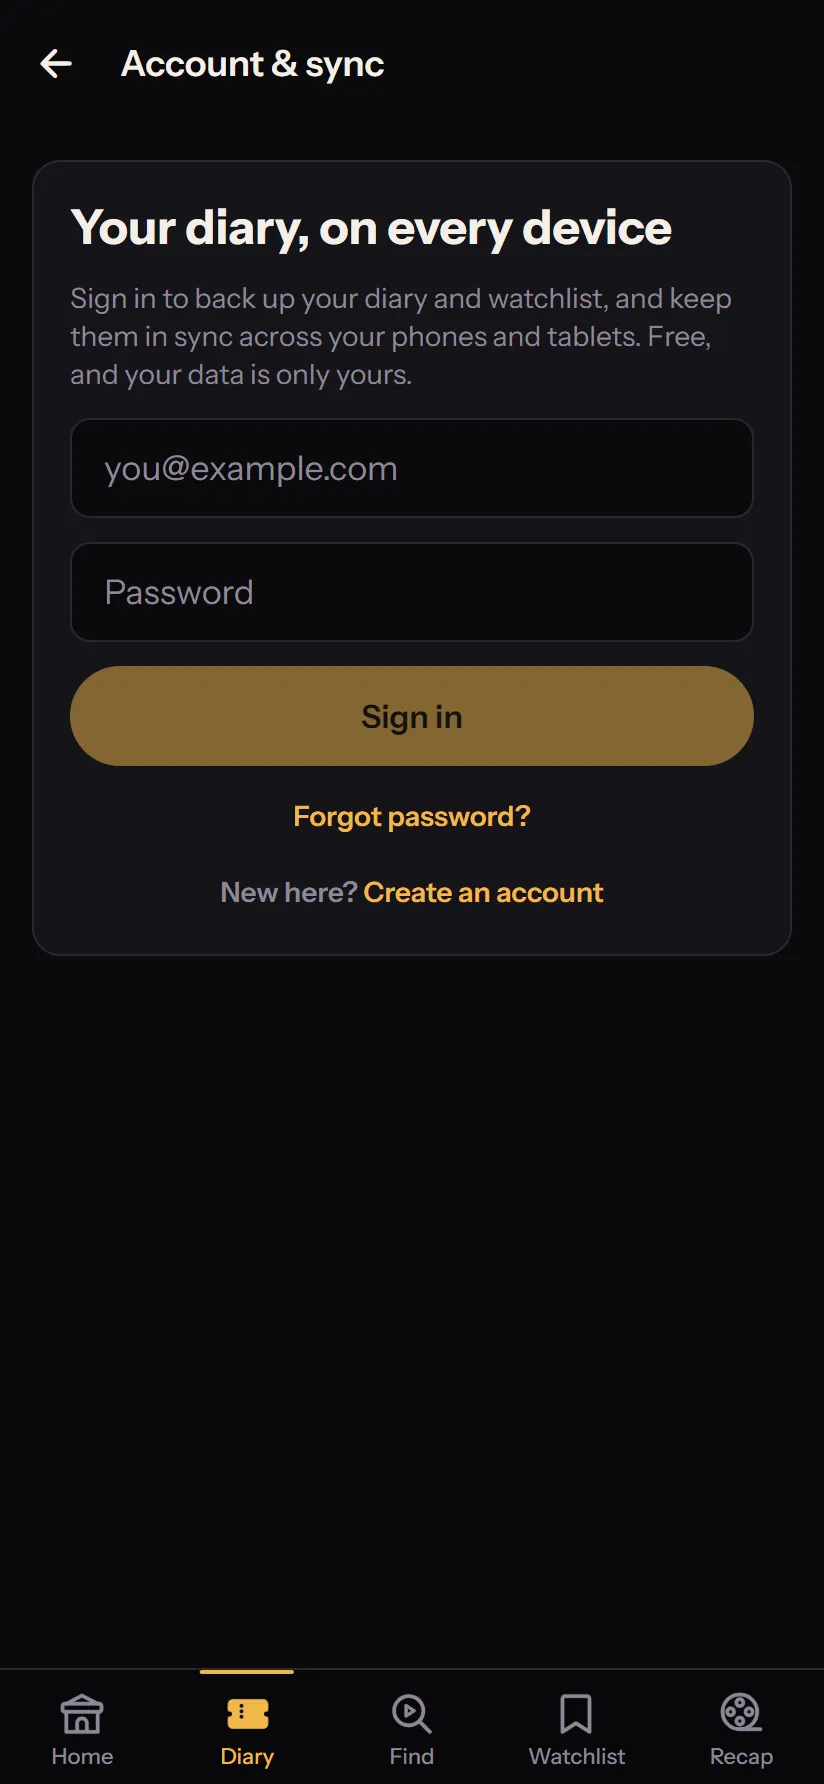 Account & sync
Your diary, on every device
Sign in to back up your diary and watchlist, and keep
them in sync across your phones and tablets. Free,
and your data is only yours.
you@example.com
Password
Sign in
Forgot password?
New here? Create an account
Home
Diary
Find
Watchlist
Recap